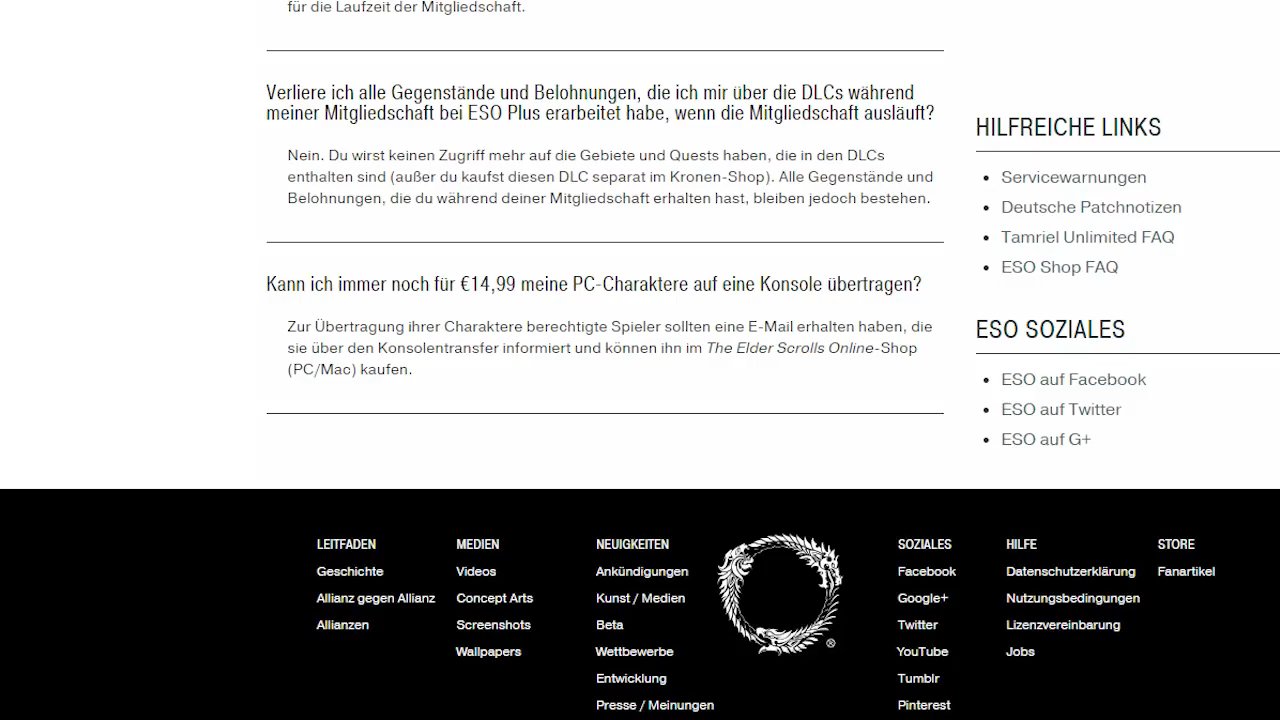 für die Laufzeit der Mitgliedschaft.
Verliere ich alle Gegenstände und Belohnungen, die ich mir über die DLCs während
meiner Mitgliedschaft bei ESO Plus erarbeitet habe, wenn die Mitgliedschaft ausläuft?
Nein. Du wirst keinen Zugriff mehr auf die Gebiete und Quests haben, die in den DLCs
enthalten sind (außer du kaufst diesen DLC separat im Kronen-Shop). Alle Gegenstände und
Belohnungen, die du während deiner Mitgliedschaft erhalten hast, bleiben jedoch bestehen.
Kann ich immer noch für €14,99 meine PC-Charaktere auf eine Konsole übertragen?
Zur Übertragung ihrer Charaktere berechtigte Spieler sollten eine E-Mail erhalten haben, die
sie über den Konsolentransfer informiert und können ihn im The Elder Scrolls Online-Shop
(PC/Mac) kaufen.
HILFREICHE LINKS
Servicewarnungen
Deutsche Patchnotizen
Tamriel Unlimited FAQ
ESO Shop FAQ
ESO SOZIALES
ESO auf Facebook
ESO auf Twitter
ESO auf G+
LEITFADEN
Geschichte
Allianz gegen Allianz
Allianzen
MEDIEN
Videos
Concept Arts
Screenshots
Wallpapers
NEUIGKEITEN
Ankündigungen
Kunst / Medien
Beta
Wettbewerbe
Entwicklung
Presse / Meinungen
®
SOZIALES
Facebook
Google+
Twitter
YouTube
Tumblr
Pinterest
HILFE
Datenschutzerklärung
Nutzungsbedingungen
Lizenzvereinbarung
Jobs
STORE
Fanartikel